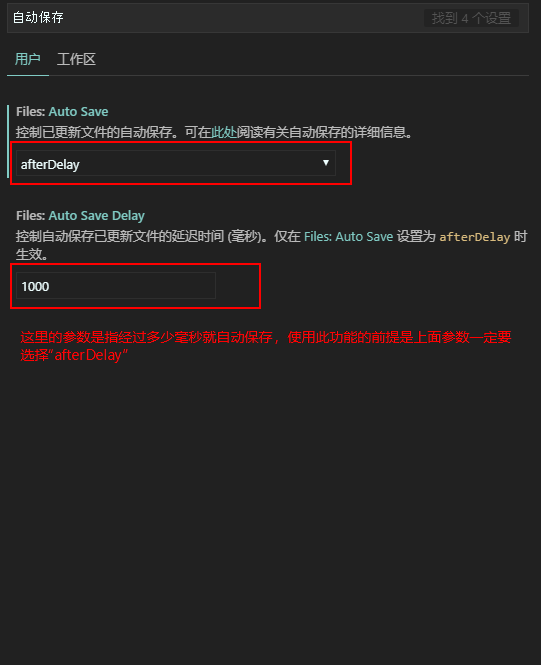 自动保存
找到 4 个设置
用户 工作区
Files: Auto Save
控制已更新文件的自动保存。可在此处阅读有关自动保存的详细信息。
afterDelay
Files: Auto Save Delay
控制自动保存已更新文件的延迟时间 (毫秒)。仅在 Files: Auto Save 设置为 afterDelay 时
生效。
1000
这里的参数是指经过多少毫秒就自动保存，使用此功能的前提是上面参数一定要
选择"afterDelay"